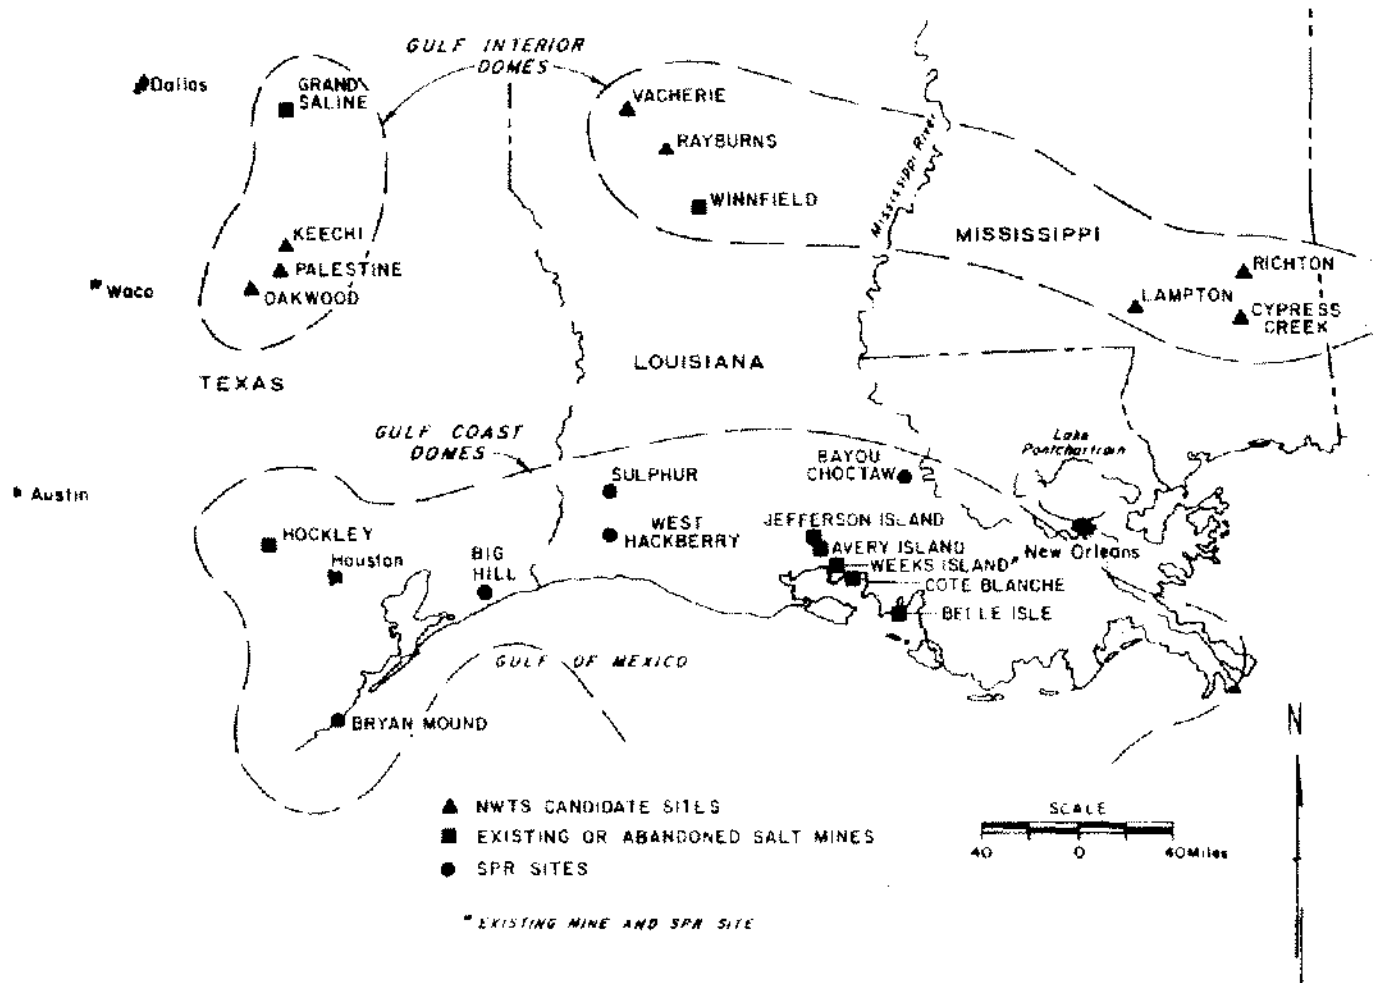 GULF INTERIOR
DOMES
Dallas
GRAND
SALINE
VACHERIE
RAYBURNS
WINNFIELD
Mississippi River
MISSISSIPPI
KEECHI
PALESTINE
OAKWOOD
Waco
RICHTON
LAMPTON
CYPRESS
CREEK
TEXAS
LOUISIANA
GULF COAST
DOMES
Lake
Pontchartrain
Austin
SULPHUR
BAYOU
CHOCTAW
HOCKLEY
Houston
BIG
HILL
WEST
HACKBERRY
JEFFERSON ISLAND
AVERY ISLAND
WEEKS ISLAND*
COTE BLANCHE
BELLE ISLE
New Orleans
GULF OF MEXICO
BRYAN MOUND
N
NWTS CANDIDATE SITES
EXISTING OR ABANDONED SALT MINES
SPR SITES
SCALE
40 0 40 Miles
* EXISTING MINE AND SPR SITE